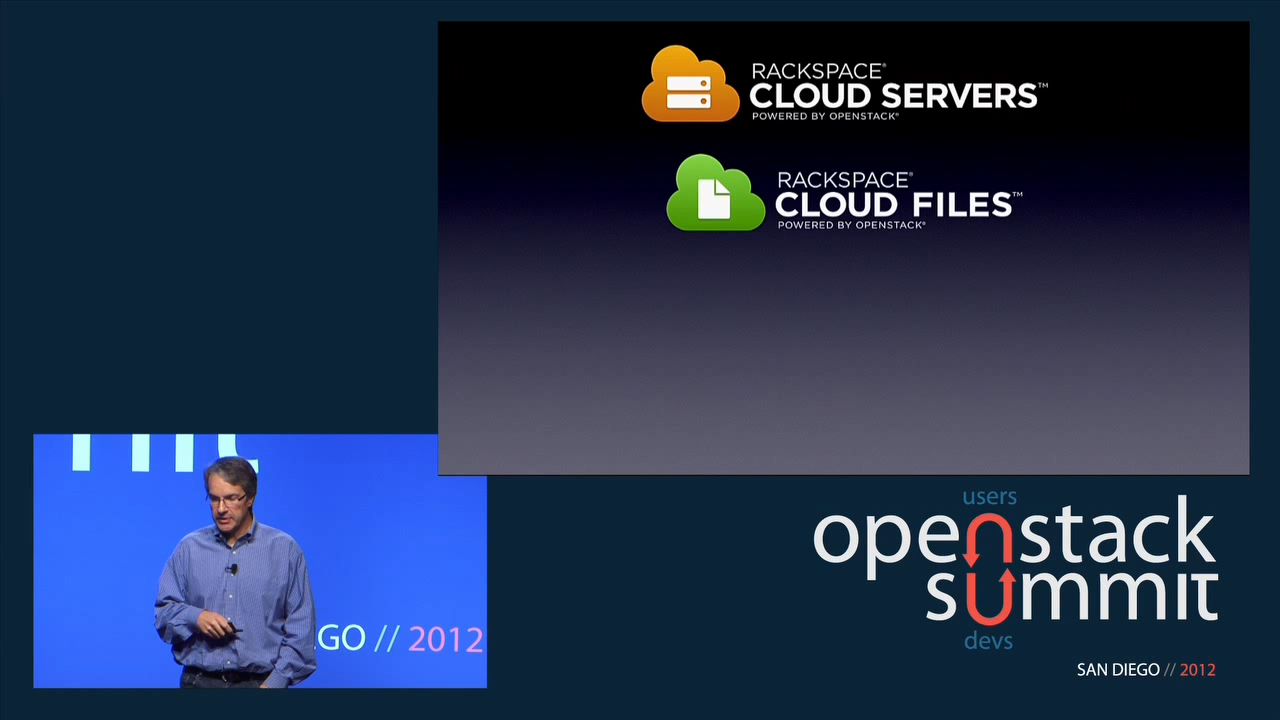 RACKSPACE®
CLOUD SERVERS™
POWERED BY OPENSTACK®
RACKSPACE®
CLOUD FILES™
POWERED BY OPENSTACK®
GO // 2012
users
openstack
summit
devs
SAN DIEGO // 2012